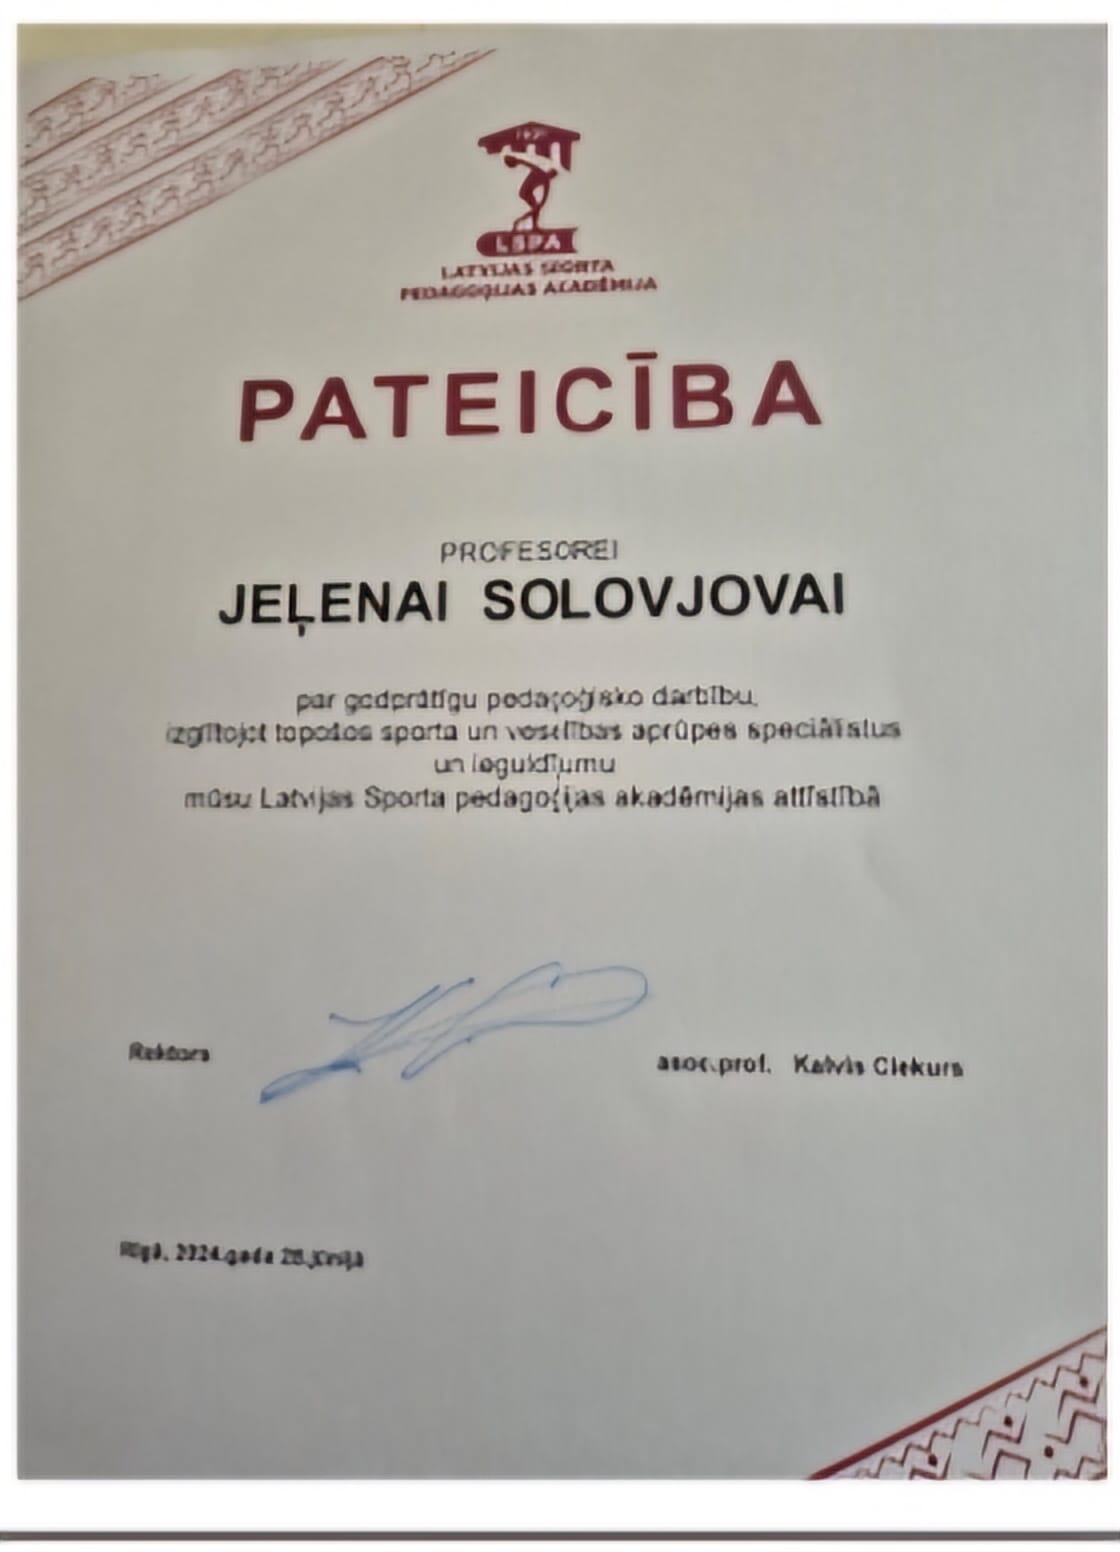 LSPA
LATVIJAS SPORTA
PEDAGOĢIJAS AKADĒMIJA
PATEICĪBA
PROFESOREI
JEĻENAI SOLOVJOVAI
par godprātīgu pedagoģisko darbību,
izglītojot topošos sporta un veselības aprūpes speciālistus
un ieguldījumu
mūsu Latvijas Sporta pedagoģijas akadēmijas attīstībā
Rektors
asoc.prof. Kalvis Ciekurs
Rīgā, 2024.gada 28.